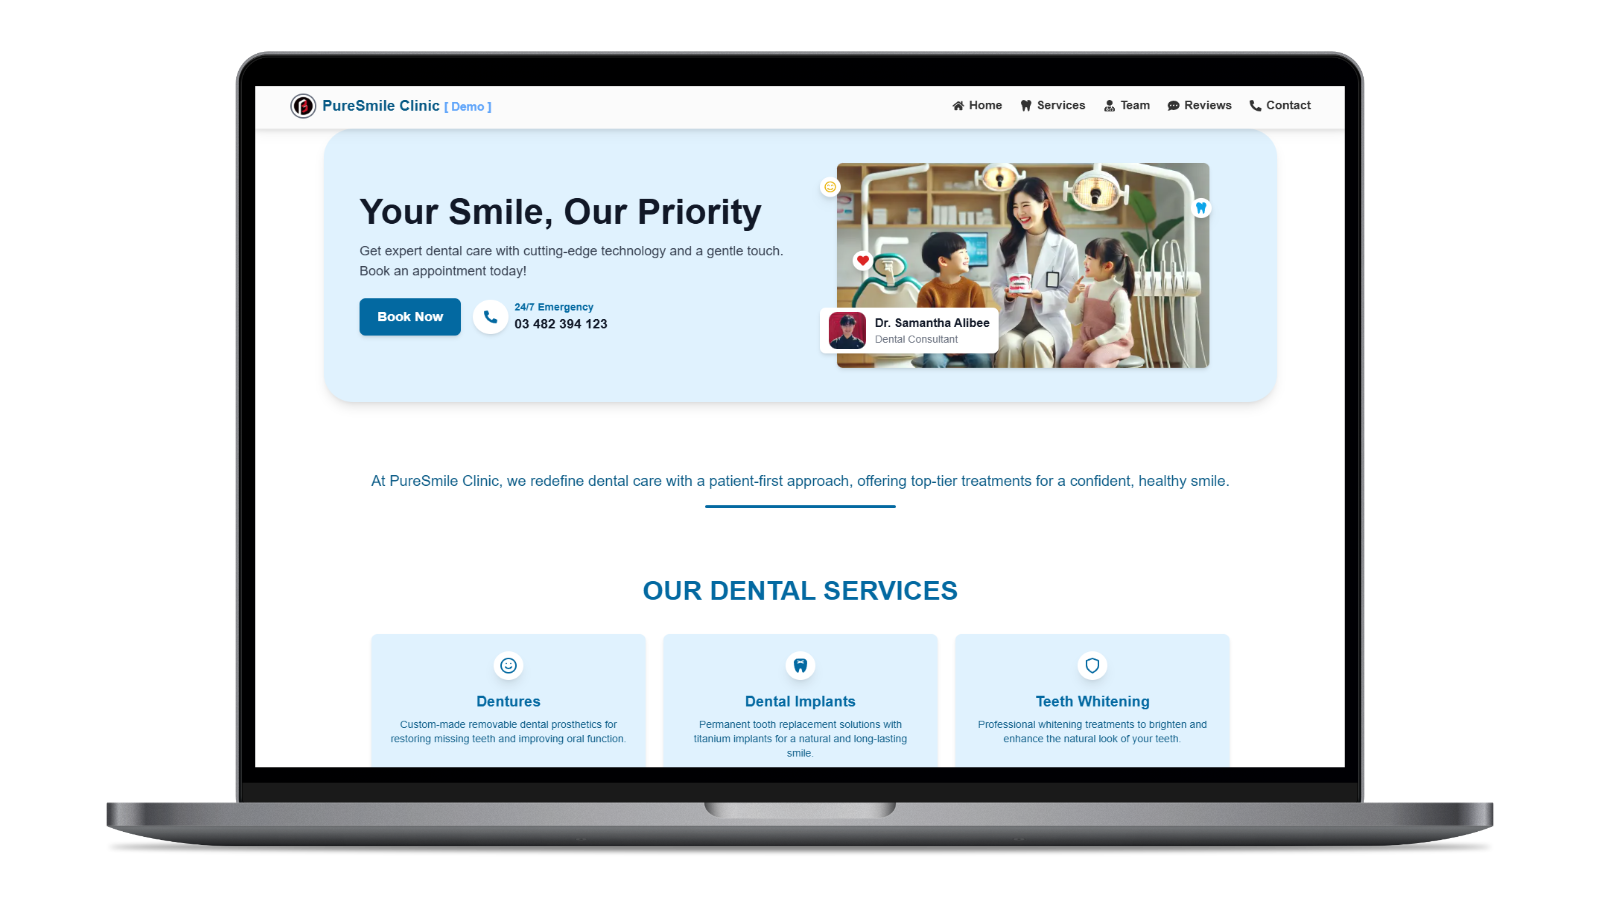 PureSmile Clinic [ Demo ]
Home Services Team Reviews Contact
Your Smile, Our Priority
Get expert dental care with cutting-edge technology and a gentle touch.
Book an appointment today!
Book Now
24/7 Emergency
03 482 394 123
Dr. Samantha Alibee
Dental Consultant
At PureSmile Clinic, we redefine dental care with a patient-first approach, offering top-tier treatments for a confident, healthy smile.
OUR DENTAL SERVICES
Dentures
Custom-made removable dental prosthetics for
restoring missing teeth and improving oral function.
Dental Implants
Permanent tooth replacement solutions with
titanium implants for a natural and long-lasting
smile.
Teeth Whitening
Professional whitening treatments to brighten and
enhance the natural look of your teeth.